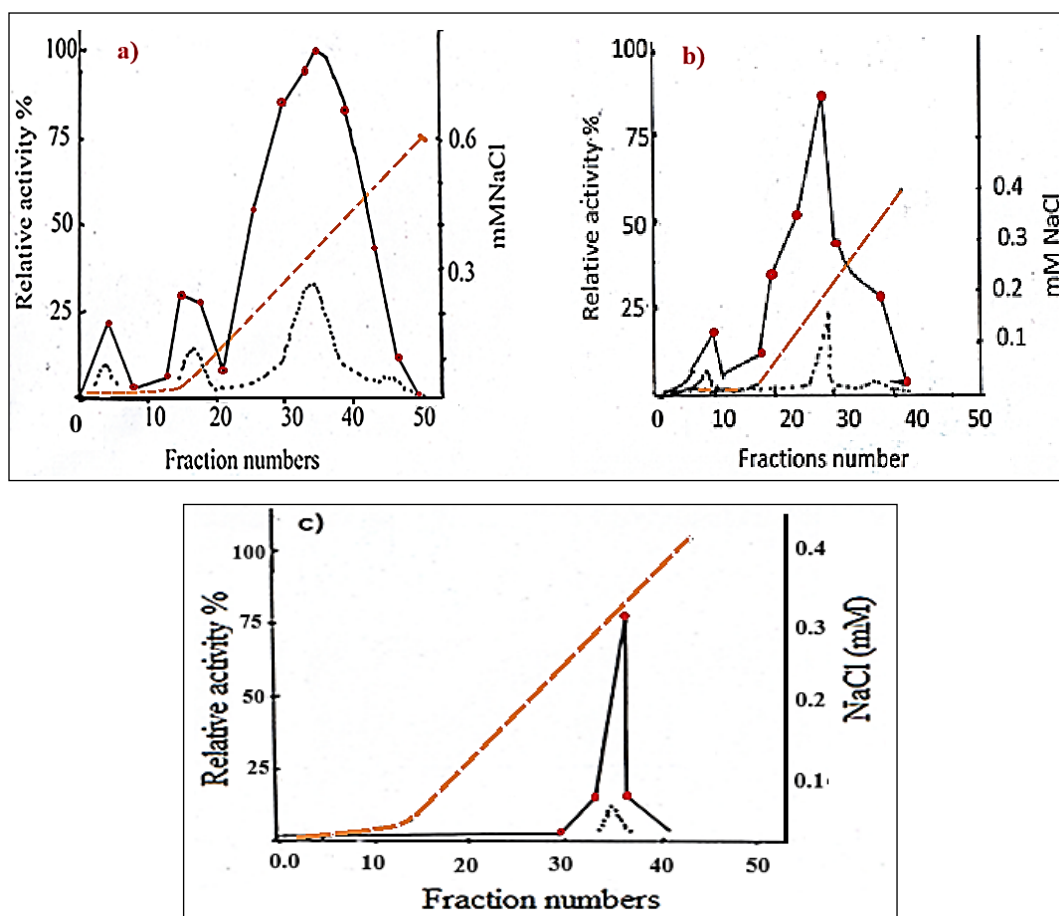 a)
100
75
50
25
Relative activity %
0.6
0.3
mMNaCl
0 10 20 30 40 50
Fraction numbers
b)
100
75
50
25
Relative activity %
0.4
0.3
0.2
0.1
mM NaCl
0 10 20 30 40 50
Fractions number
c)
100
75
50
25
Relative activity %
0.4
0.3
0.2
0.1
NaCl (mM)
0.0 10 20 30 40 50
Fraction numbers